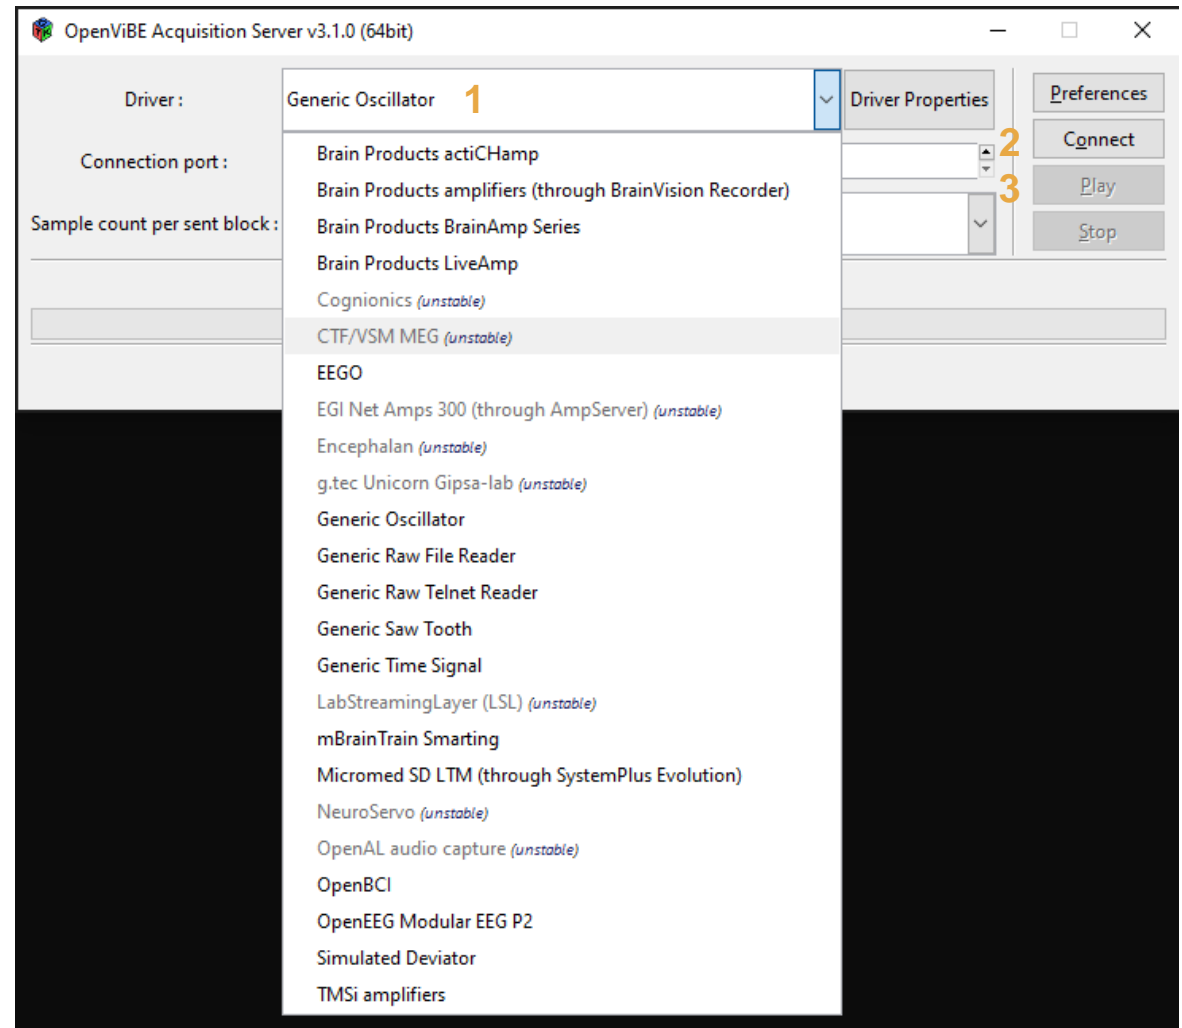 OpenViBE Acquisition Server v3.1.0 (64bit)
Driver :
Generic Oscillator 1
Driver Properties
Preferences
Connection port :
2 Connect
3 Play
Sample count per sent block :
Stop
Brain Products actiCHamp
Brain Products amplifiers (through BrainVision Recorder)
Brain Products BrainAmp Series
Brain Products LiveAmp
Cognionics (unstable)
CTF/VSM MEG (unstable)
EEGO
EGI Net Amps 300 (through AmpServer) (unstable)
Encephalan (unstable)
g.tec Unicorn Gipsa-lab (unstable)
Generic Oscillator
Generic Raw File Reader
Generic Raw Telnet Reader
Generic Saw Tooth
Generic Time Signal
LabStreamingLayer (LSL) (unstable)
mBrainTrain Smarting
Micromed SD LTM (through SystemPlus Evolution)
NeuroServo (unstable)
OpenAL audio capture (unstable)
OpenBCI
OpenEEG Modular EEG P2
Simulated Deviator
TMSi amplifiers